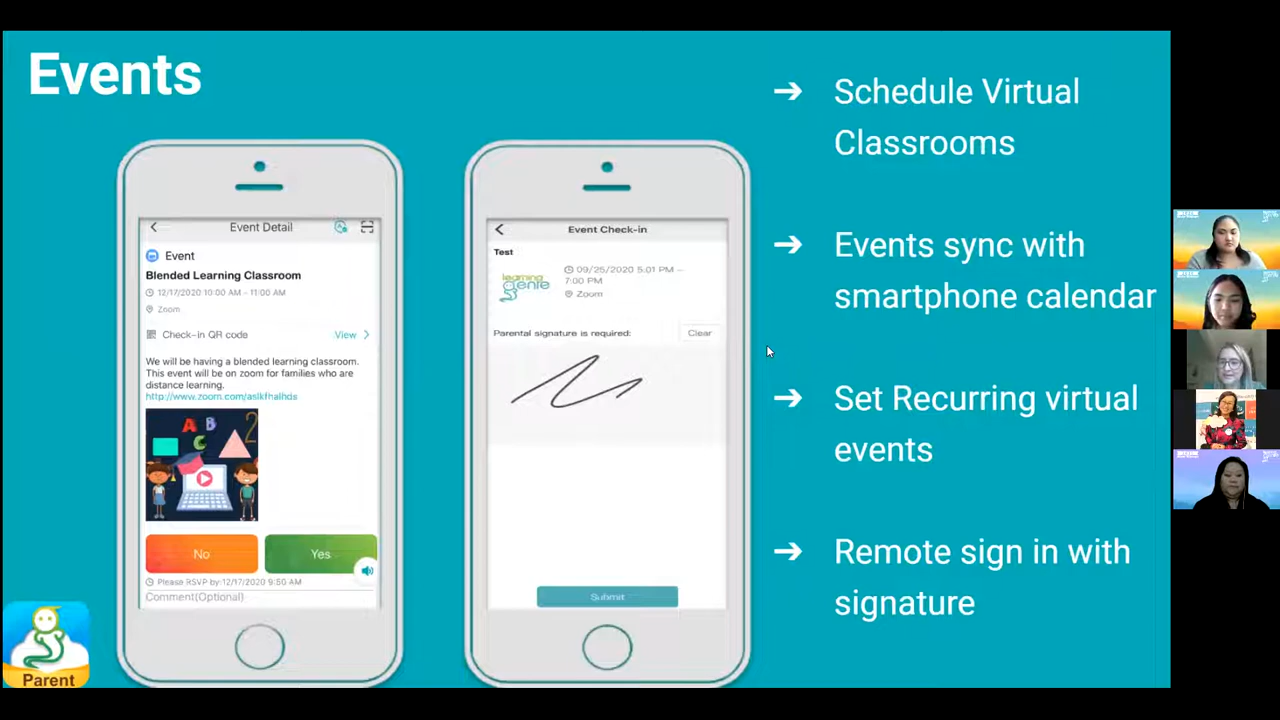 Events
Event Detail
Event
Blended Learning Classroom
12/17/2020 10:00 AM – 11:00 AM
Zoom
Check-in QR code
View
We will be having a blended learning classroom.
This event will be on zoom for families who are
distance learning.
http://www.zoom.com/aslkfhalhds
A B C 2
No
Yes
Please RSVP by:12/17/2020 9:50 AM
Comment(Optional)
Parent
Event Check-in
Test
learning
genie
09/25/2020 5:01 PM –
7:00 PM
Zoom
Parental signature is required:
Clear
Submit
➔ Schedule Virtual
Classrooms
➔ Events sync with
smartphone calendar
➔ Set Recurring virtual
events
➔ Remote sign in with
signature